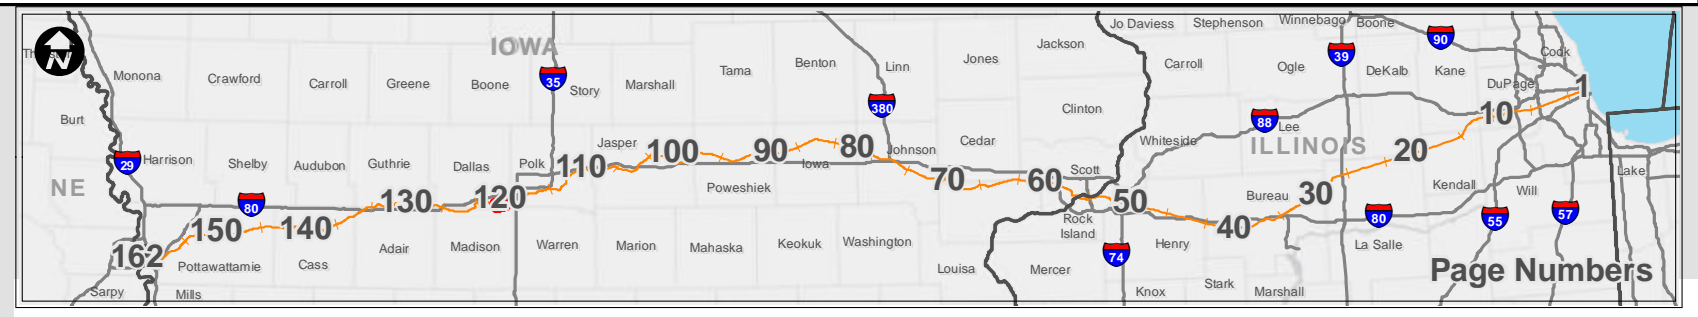 Jo Daviess Stephenson Winnebago Boone
N
IOWA
Jackson
39
90
Cook
Monona Crawford Carroll Greene Boone
35
Story Marshall Tama Benton Linn Jones
Carroll Ogle DeKalb Kane
DuPage 1
Burt
380
Clinton
88 Lee
10
Harrison Shelby Audubon Guthrie Dallas Polk
Jasper
110 100 90 80
Iowa Johnson Cedar
Whiteside
ILLINOIS
20
29
NE
80
Poweshiek
70 60
Scott
50
Bureau 30
Kendall Will Lake
162 150 140 130 120
Rock
Island
40
80
55
57
Pottawattamie Cass Adair Madison Warren Marion Mahaska Keokuk Washington
Louisa Mercer
74
Henry
La Salle
Sarpy Mills
Knox Stark Marshall
Page Numbers